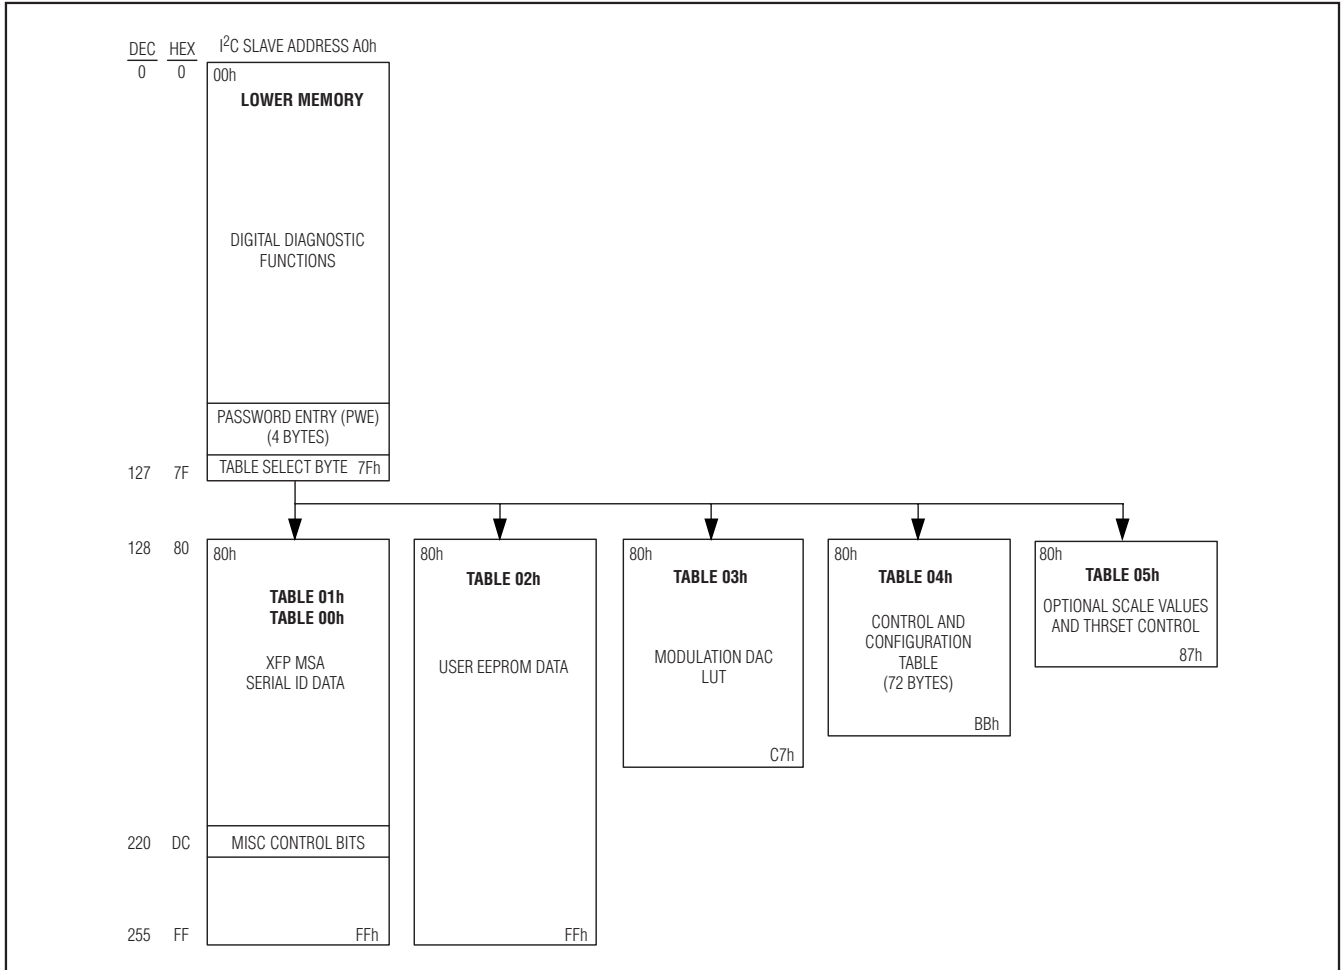 DEC HEX I²C SLAVE ADDRESS A0h
0 0 00h
LOWER MEMORY
DIGITAL DIAGNOSTIC
FUNCTIONS
PASSWORD ENTRY (PWE)
(4 BYTES)
127 7F TABLE SELECT BYTE 7Fh
128 80
80h
TABLE 01h
TABLE 00h
XFP MSA
SERIAL ID DATA
220 DC MISC CONTROL BITS
255 FF FFh
80h
TABLE 02h
USER EEPROM DATA
FFh
80h
TABLE 03h
MODULATION DAC
LUT
C7h
80h
TABLE 04h
CONTROL AND
CONFIGURATION
TABLE
(72 BYTES)
BBh
80h
TABLE 05h
OPTIONAL SCALE VALUES
AND THRSET CONTROL
87h